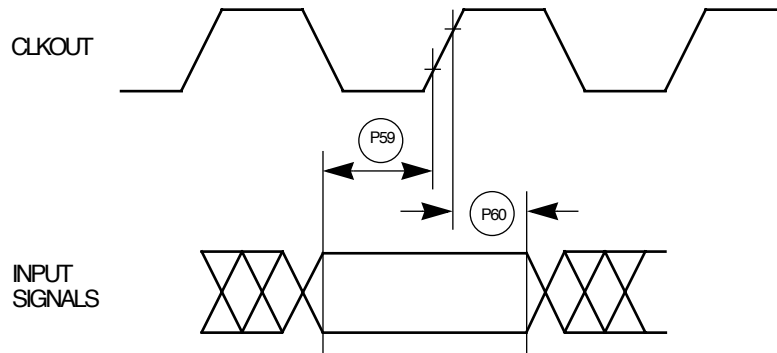 CLKOUT
P59
P60
INPUT
SIGNALS